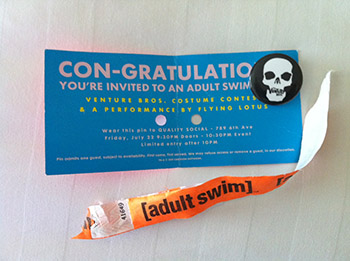 CON-GRATULATIO
YOU'RE INVITED TO AN ADULT SWIM
VENTURE BROS. COSTUME CONTES
& A PERFORMANCE BY FLYING LOTUS
Wear this pin to QUALITY SOCIAL - 789 6th Ave
Friday, July 23 9:30PM Doors - 10:30PM Event
Limited entry after 10PM
[adult swim]
41649